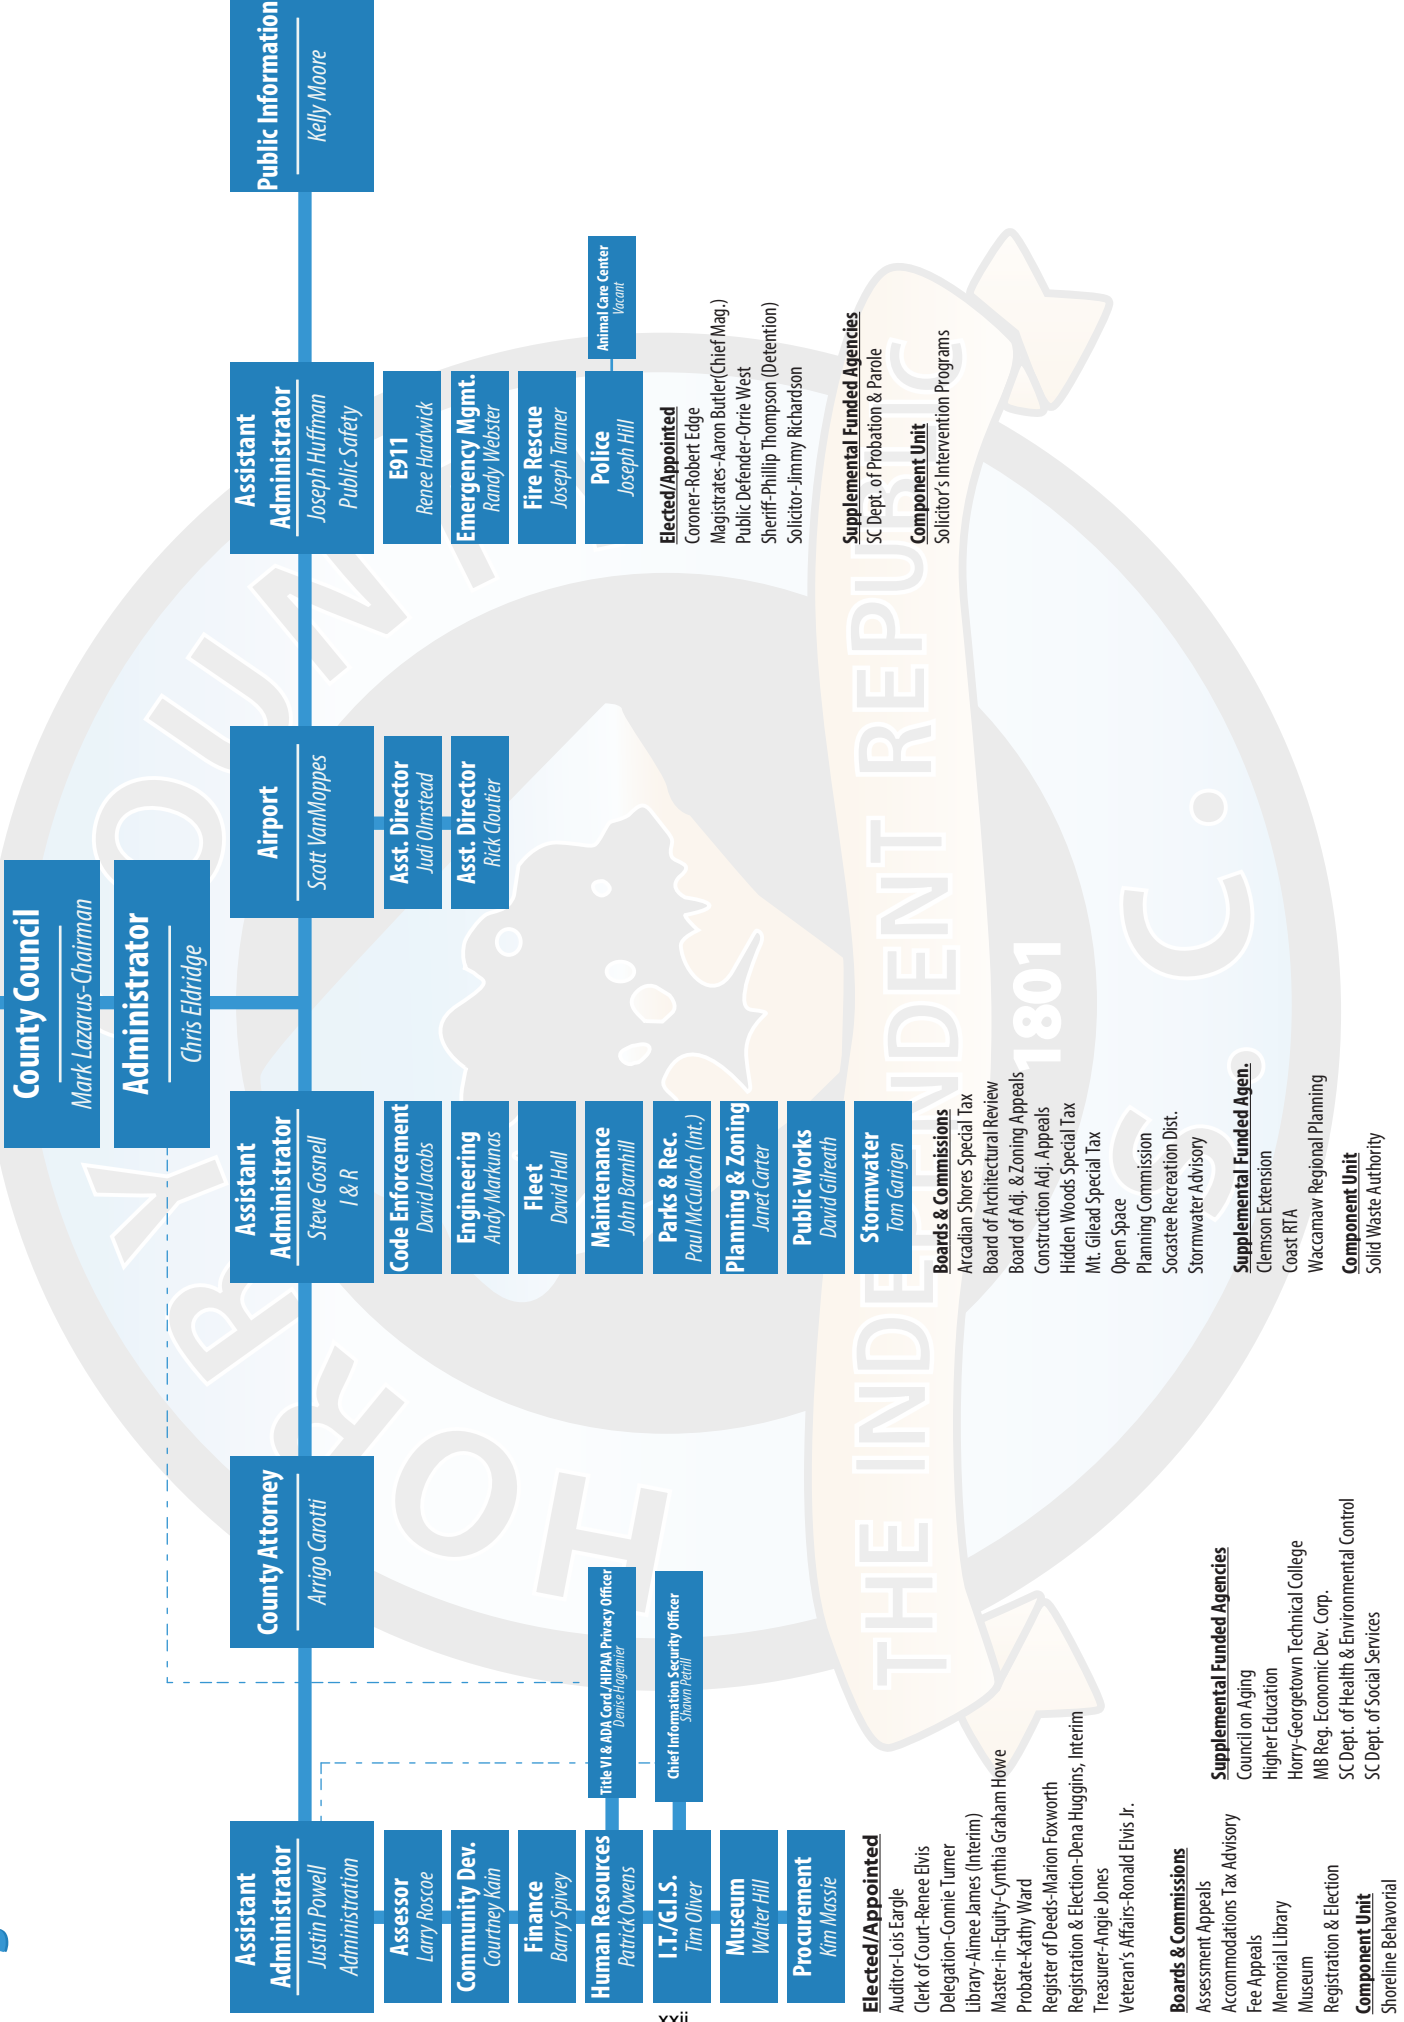 County Council
Mark Lazarus-Chairman
Administrator
Chris Eldridge
Assistant
Administrator
Justin Powell
Administration
Assessor
Larry Roscoe
Community Dev.
Courtney Kain
Finance
Barry Spivey
Human Resources
Patrick Owens
Title VI & ADA Cord./HIPAA Privacy Officer
Denise Hagemier
I.T./G.I.S.
Tim Oliver
Chief Information Security Officer
Shawn Petrill
Museum
Walter Hill
Procurement
Kim Massie
Elected/Appointed
Auditor-Lois Eargle
Clerk of Court-Renee Elvis
Delegation-Connie Turner
Library-Aimee James (Interim)
Master-in-Equity-Cynthia Graham Howe
Probate-Kathy Ward
Register of Deeds-Marion Foxworth
Registration & Election-Dena Huggins, Interim
Treasurer-Angie Jones
Veteran's Affairs-Ronald Elvis Jr.
Boards & Commissions
Assessment Appeals
Accommodations Tax Advisory
Fee Appeals
Memorial Library
Museum
Registration & Election
Component Unit
Shoreline Behavorial
Supplemental Funded Agencies
Council on Aging
Higher Education
Horry-Georgetown Technical College
MB Reg. Economic Dev. Corp.
SC Dept. of Health & Environmental Control
SC Dept. of Social Services
County Attorney
Arrigo Carotti
Assistant
Administrator
Steve Gosnell
I & R
Code Enforcement
David Jacobs
Engineering
Andy Markunas
Fleet
David Hall
Maintenance
John Barnhill
Parks & Rec.
Paul McCulloch (Int.)
Planning & Zoning
Janet Carter
Public Works
David Gilreath
Stormwater
Tom Garigen
Boards & Commissions
Arcadian Shores Special Tax
Board of Architectural Review
Board of Adj. & Zoning Appeals
Construction Adj. Appeals
Hidden Woods Special Tax
Mt. Gilead Special Tax
Open Space
Planning Commission
Socastee Recreation Dist.
Stormwater Advisory
Supplemental Funded Agen.
Clemson Extension
Coast RTA
Waccamaw Regional Planning
Component Unit
Solid Waste Authority
Airport
Scott VanMoppes
Asst. Director
Judi Olmstead
Asst. Director
Rick Cloutier
Assistant
Administrator
Joseph Huffman
Public Safety
E911
Renee Hardwick
Emergency Mgmt.
Randy Webster
Fire Rescue
Joseph Tanner
Police
Joseph Hill
Animal Care Center
Vacant
Elected/Appointed
Coroner-Robert Edge
Magistrates-Aaron Butler(Chief Mag.)
Public Defender-Orrie West
Sheriff-Phillip Thompson (Detention)
Solicitor-Jimmy Richardson
Supplemental Funded Agencies
SC Dept. of Probation & Parole
Component Unit
Solicitor's Intervention Programs
Public Information
Kelly Moore
HORRY COUNTY
THE INDEPENDENT REPUBLIC
1801
S. C.
xxii